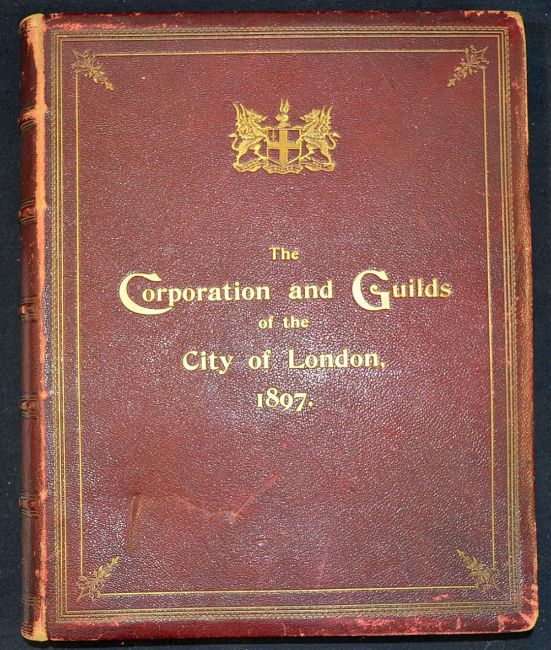 The
Corporation and Guilds
of the
City of London,
1897.